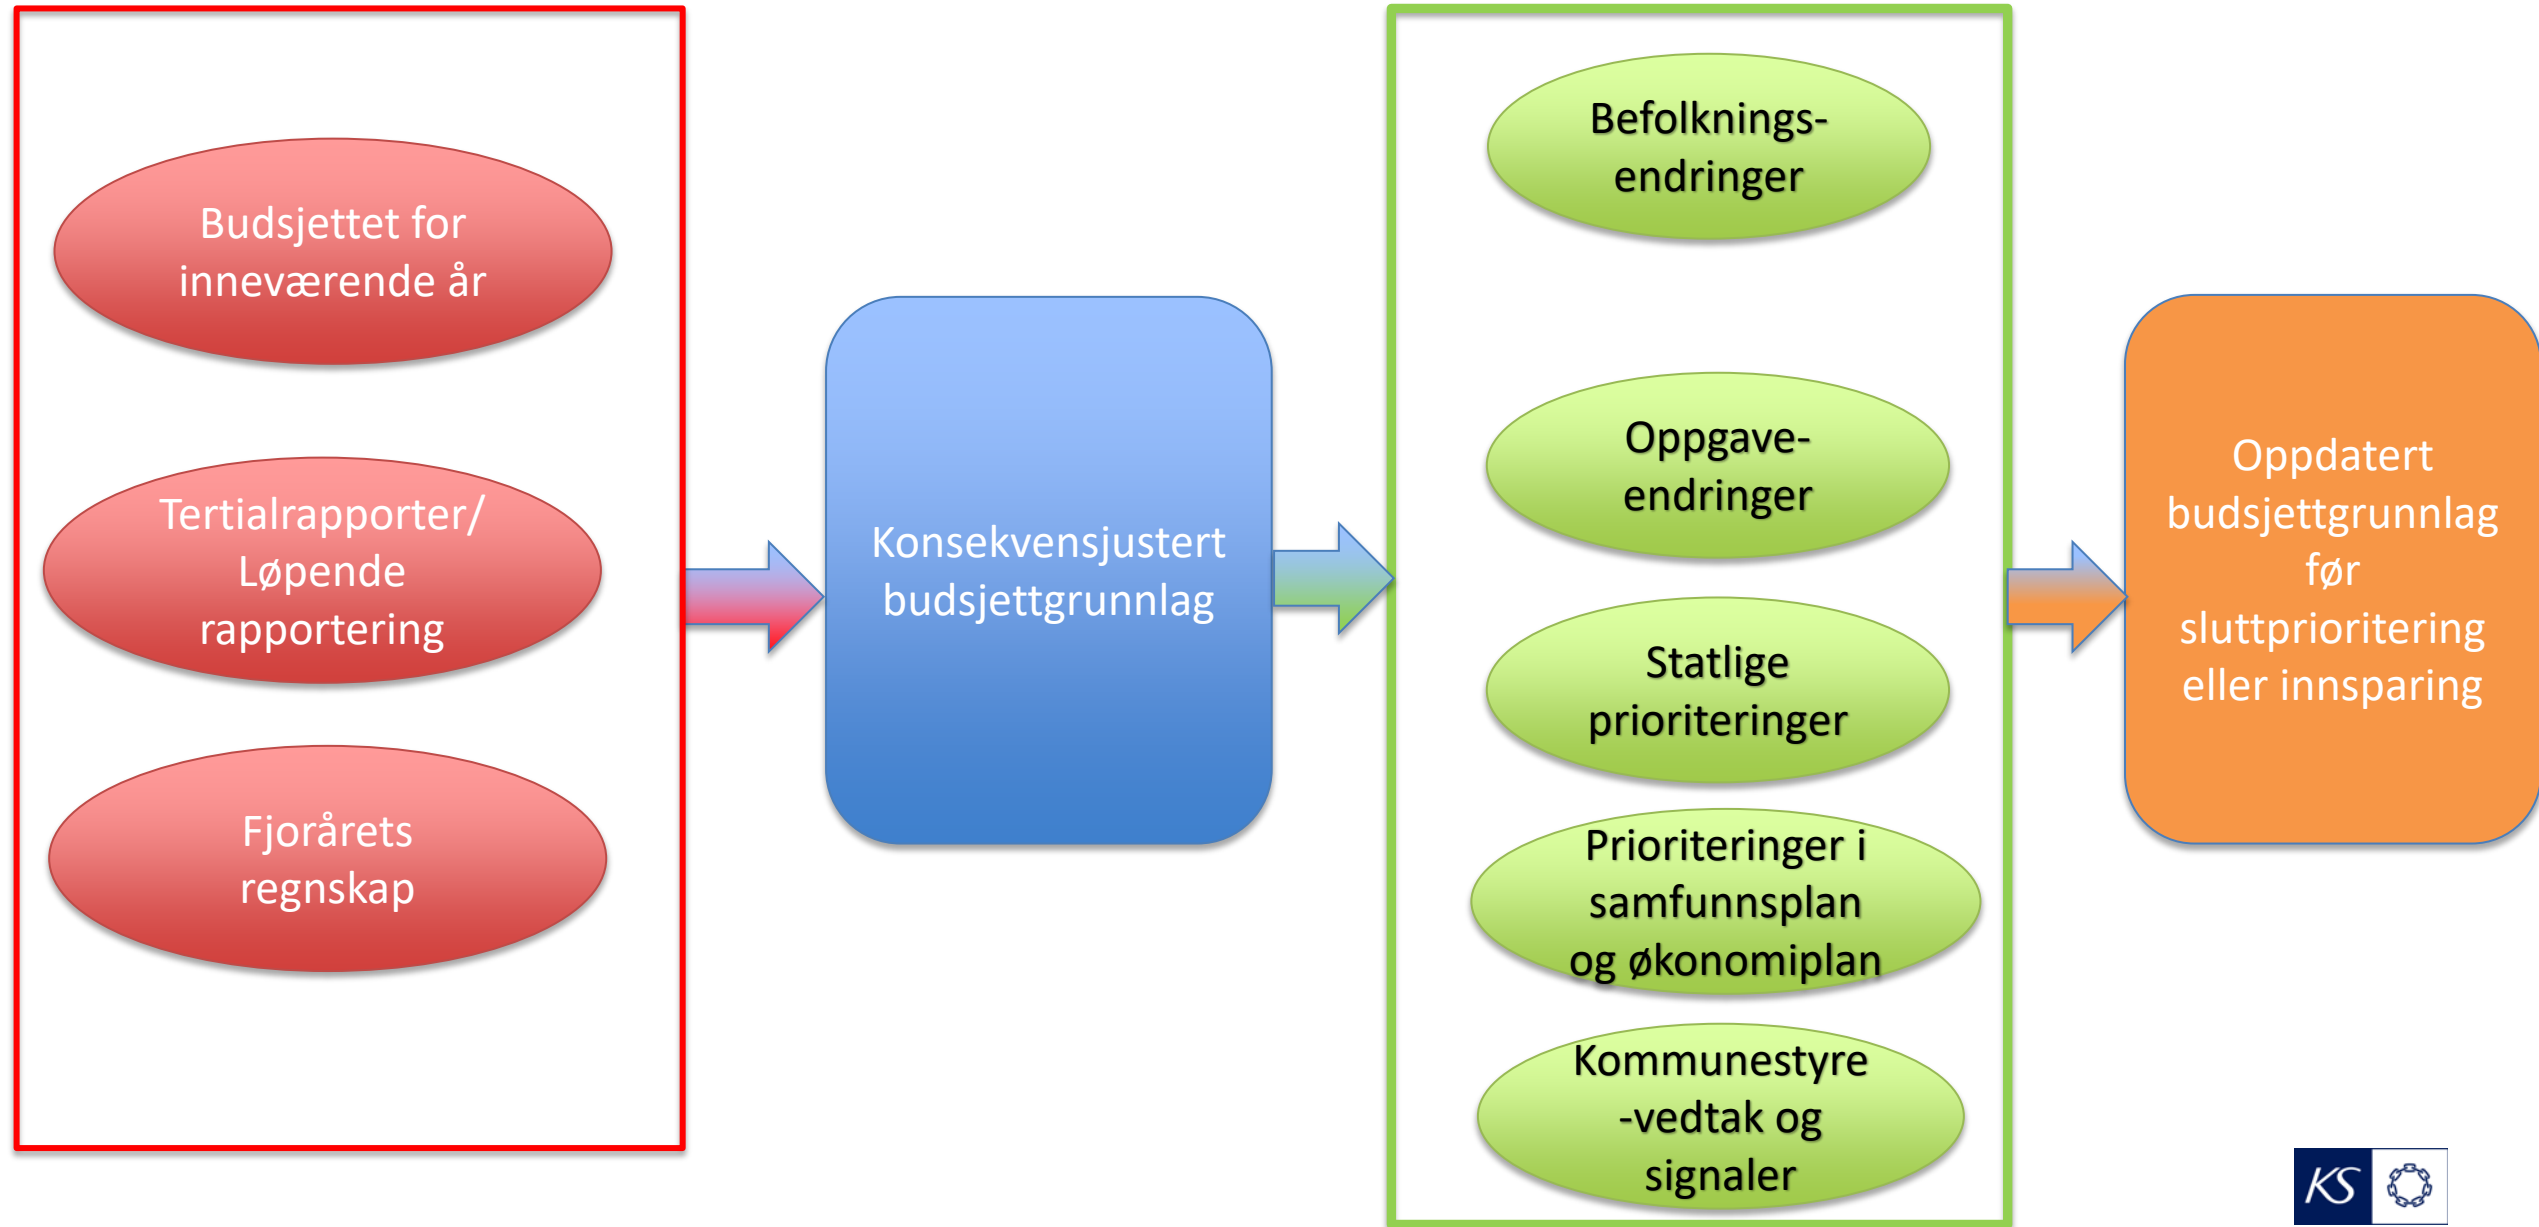 Budsjettet for
inneværende år
Tertialrapporter/
Løpende
rapportering
Fjorårets
regnskap
Konsekvensjustert
budsjettgrunnlag
Befolknings-
endringer
Oppgave-
endringer
Statlige
prioriteringer
Prioriteringer i
samfunnsplan
og økonomiplan
Kommunestyre
-vedtak og
signaler
Oppdatert
budsjettgrunnlag
før
sluttprioritering
eller innsparing
KS